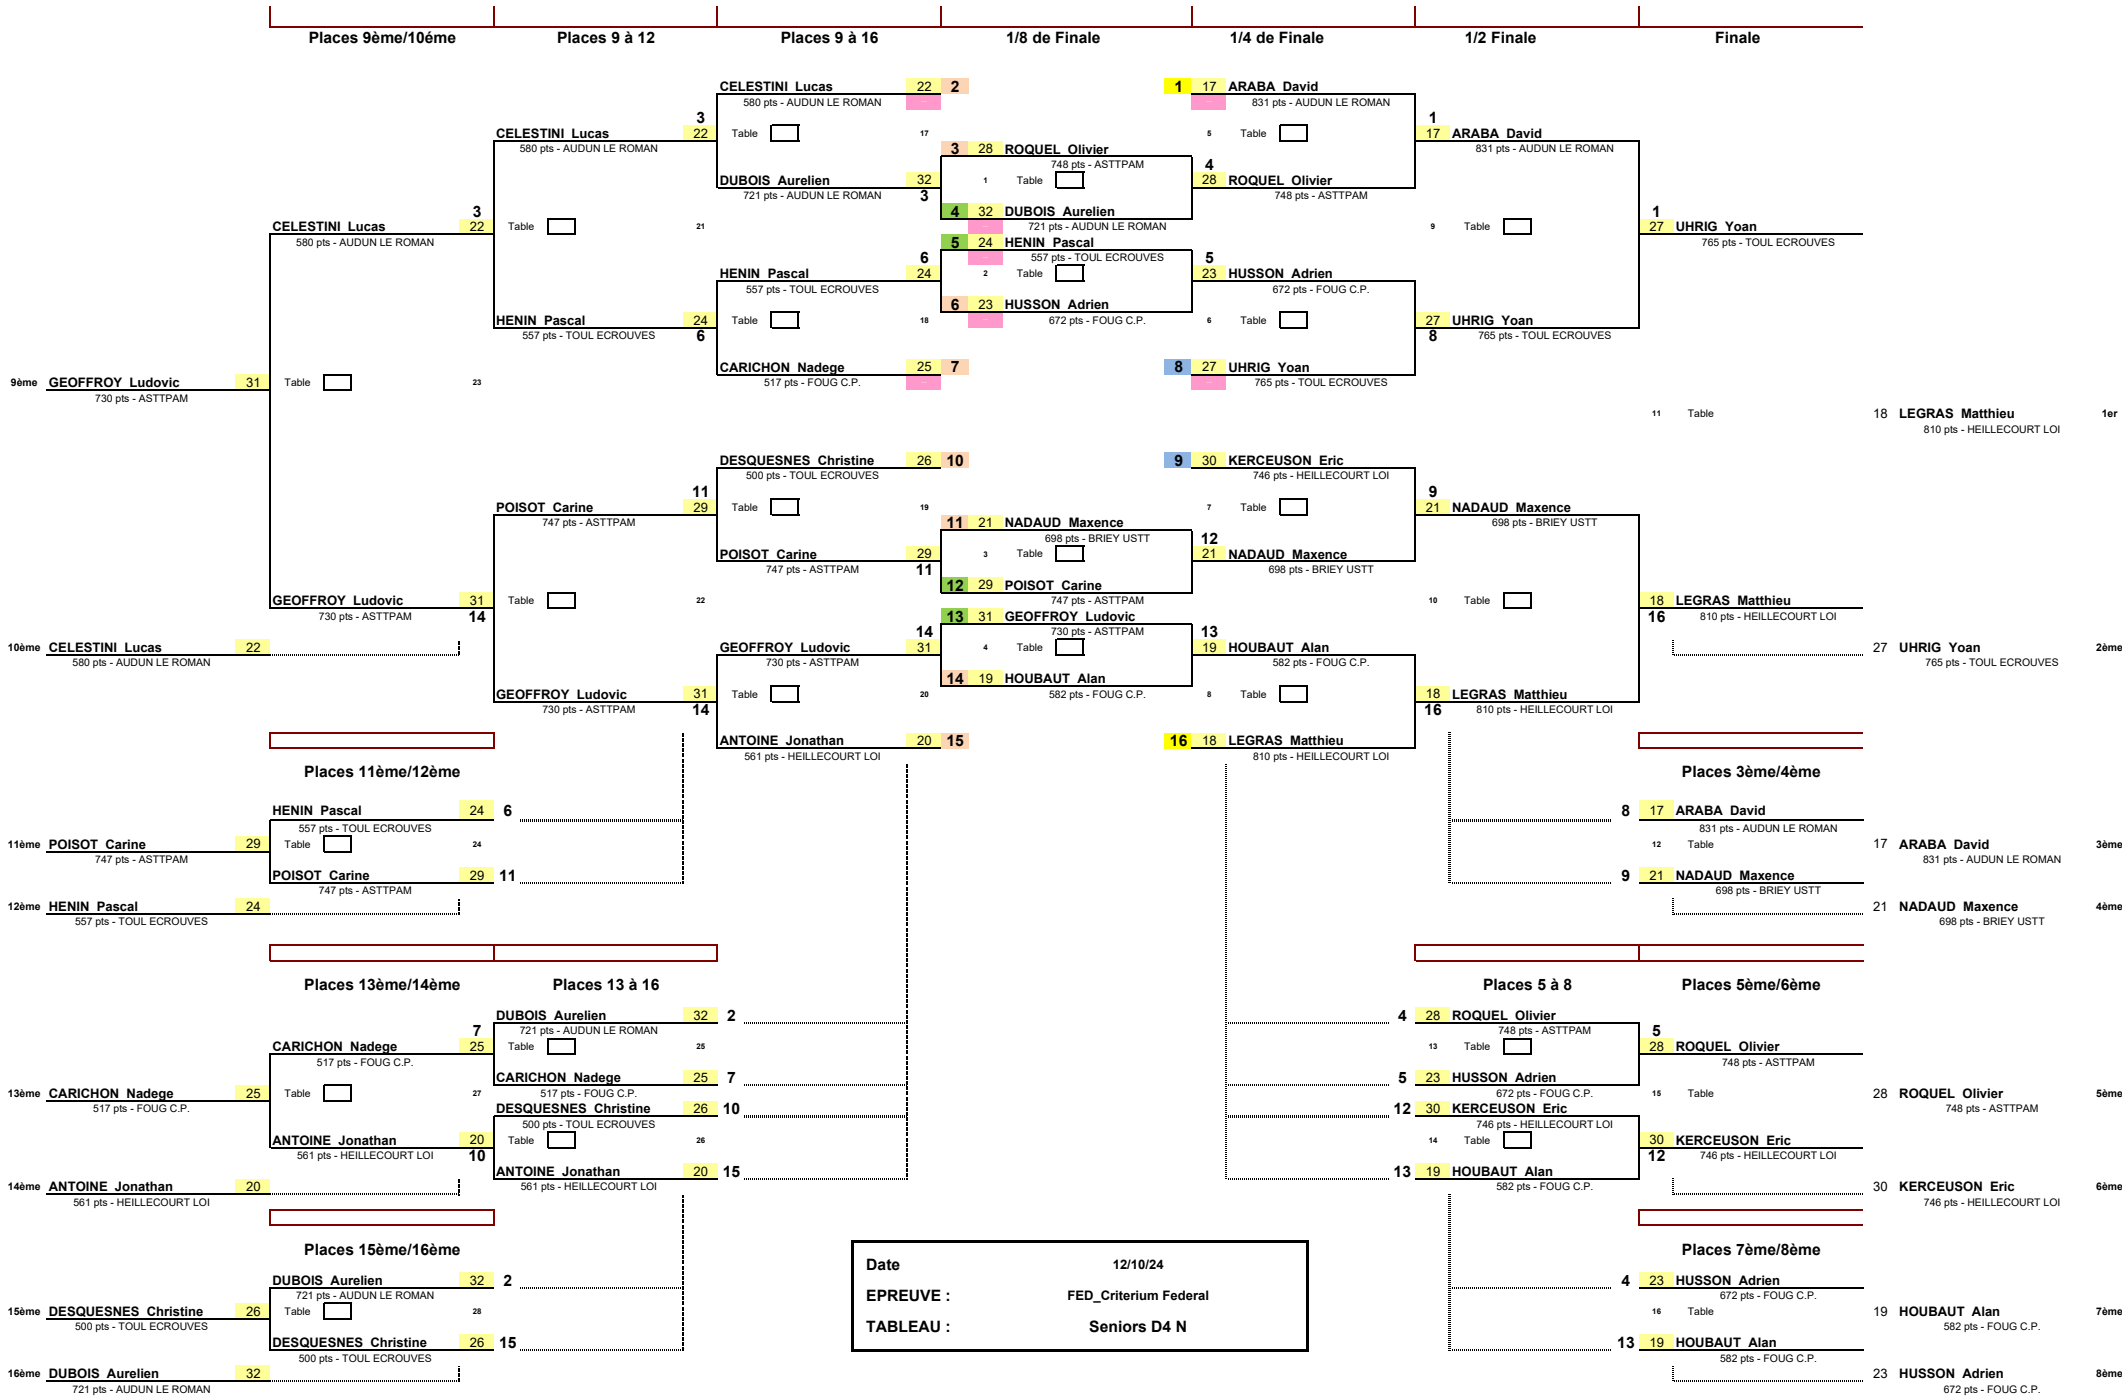 Places 9ème/10éme Places 9 à 12 Places 9 à 16 1/8 de Finale 1/4 de Finale 1/2 Finale Finale
CELESTINI Lucas 22 2 1 17 ARABA David
580 pts - AUDUN LE ROMAN 831 pts - AUDUN LE ROMAN
3 1
CELESTINI Lucas 22 Table 17 5 Table 17 ARABA David
580 pts - AUDUN LE ROMAN 3 28 ROQUEL Olivier 831 pts - AUDUN LE ROMAN
748 pts - ASTTPAM 4
DUBOIS Aurelien 32 1 Table 28 ROQUEL Olivier
721 pts - AUDUN LE ROMAN 3 748 pts - ASTTPAM
3 4 32 DUBOIS Aurelien 1
CELESTINI Lucas 22 Table 21 721 pts - AUDUN LE ROMAN 9 Table 27 UHRIG Yoan
580 pts - AUDUN LE ROMAN 5 24 HENIN Pascal 765 pts - TOUL ECROUVES
6 557 pts - TOUL ECROUVES 5
HENIN Pascal 24 2 Table 23 HUSSON Adrien
557 pts - TOUL ECROUVES 672 pts - FOUG C.P.
6 23 HUSSON Adrien
HENIN Pascal 24 Table 18 672 pts - FOUG C.P. 6 Table 27 UHRIG Yoan
557 pts - TOUL ECROUVES 6 8 765 pts - TOUL ECROUVES
CARICHON Nadege 25 7 8 27 UHRIG Yoan
9ème GEOFFROY Ludovic 31 Table 23 517 pts - FOUG C.P. 765 pts - TOUL ECROUVES
730 pts - ASTTPAM
11 Table 18 LEGRAS Matthieu 1er
810 pts - HEILLECOURT LOI
DESQUESNES Christine 26 10 9 30 KERCEUSON Eric
500 pts - TOUL ECROUVES 746 pts - HEILLECOURT LOI
11 9
POISOT Carine 29 Table 19 7 Table 21 NADAUD Maxence
747 pts - ASTTPAM 11 21 NADAUD Maxence 698 pts - BRIEY USTT
698 pts - BRIEY USTT 12
POISOT Carine 29 3 Table 21 NADAUD Maxence
747 pts - ASTTPAM 11 698 pts - BRIEY USTT
12 29 POISOT Carine
GEOFFROY Ludovic 31 Table 22 747 pts - ASTTPAM 10 Table 18 LEGRAS Matthieu
730 pts - ASTTPAM 14 13 31 GEOFFROY Ludovic 16 810 pts - HEILLECOURT LOI
14 730 pts - ASTTPAM 13
10ème CELESTINI Lucas 22 GEOFFROY Ludovic 31 4 Table 19 HOUBAUT Alan 27 UHRIG Yoan 2ème
580 pts - AUDUN LE ROMAN 730 pts - ASTTPAM 582 pts - FOUG C.P. 765 pts - TOUL ECROUVES
14 19 HOUBAUT Alan
GEOFFROY Ludovic 31 Table 20 582 pts - FOUG C.P. 8 Table 18 LEGRAS Matthieu
730 pts - ASTTPAM 14 16 810 pts - HEILLECOURT LOI
ANTOINE Jonathan 20 15 16 18 LEGRAS Matthieu
561 pts - HEILLECOURT LOI 810 pts - HEILLECOURT LOI
Places 11ème/12ème Places 3ème/4ème
HENIN Pascal 24 6 8 17 ARABA David
557 pts - TOUL ECROUVES 831 pts - AUDUN LE ROMAN
11ème POISOT Carine 29 Table 24 12 Table 17 ARABA David 3ème
747 pts - ASTTPAM 831 pts - AUDUN LE ROMAN
POISOT Carine 29 11 9 21 NADAUD Maxence
747 pts - ASTTPAM 698 pts - BRIEY USTT
12ème HENIN Pascal 24 21 NADAUD Maxence 4ème
557 pts - TOUL ECROUVES 698 pts - BRIEY USTT
Places 13ème/14ème Places 13 à 16 Places 5 à 8 Places 5ème/6ème
DUBOIS Aurelien 32 2 4 28 ROQUEL Olivier
7 721 pts - AUDUN LE ROMAN 748 pts - ASTTPAM 5
CARICHON Nadege 25 Table 25 13 Table 28 ROQUEL Olivier
517 pts - FOUG C.P. 748 pts - ASTTPAM
CARICHON Nadege 25 7 5 23 HUSSON Adrien
13ème CARICHON Nadege 25 Table 27 517 pts - FOUG C.P. 672 pts - FOUG C.P. 15 Table 28 ROQUEL Olivier 5ème
517 pts - FOUG C.P. DESQUESNES Christine 26 10 12 30 KERCEUSON Eric 748 pts - ASTTPAM
500 pts - TOUL ECROUVES 746 pts - HEILLECOURT LOI
ANTOINE Jonathan 20 Table 26 14 Table 30 KERCEUSON Eric
561 pts - HEILLECOURT LOI 10 12 746 pts - HEILLECOURT LOI
ANTOINE Jonathan 20 15 13 19 HOUBAUT Alan
14ème ANTOINE Jonathan 20 561 pts - HEILLECOURT LOI 582 pts - FOUG C.P. 30 KERCEUSON Eric 6ème
561 pts - HEILLECOURT LOI 746 pts - HEILLECOURT LOI
Places 15ème/16ème Places 7ème/8ème
Date 12/10/24
DUBOIS Aurelien 32 2 4 23 HUSSON Adrien
721 pts - AUDUN LE ROMAN EPREUVE : FED_Criterium Federal 672 pts - FOUG C.P.
15ème DESQUESNES Christine 26 Table 28 16 Table 19 HOUBAUT Alan 7ème
500 pts - TOUL ECROUVES TABLEAU : Seniors D4 N 582 pts - FOUG C.P.
DESQUESNES Christine 26 15 13 19 HOUBAUT Alan
500 pts - TOUL ECROUVES 582 pts - FOUG C.P.
16ème DUBOIS Aurelien 32 23 HUSSON Adrien 8ème
721 pts - AUDUN LE ROMAN 672 pts - FOUG C.P.